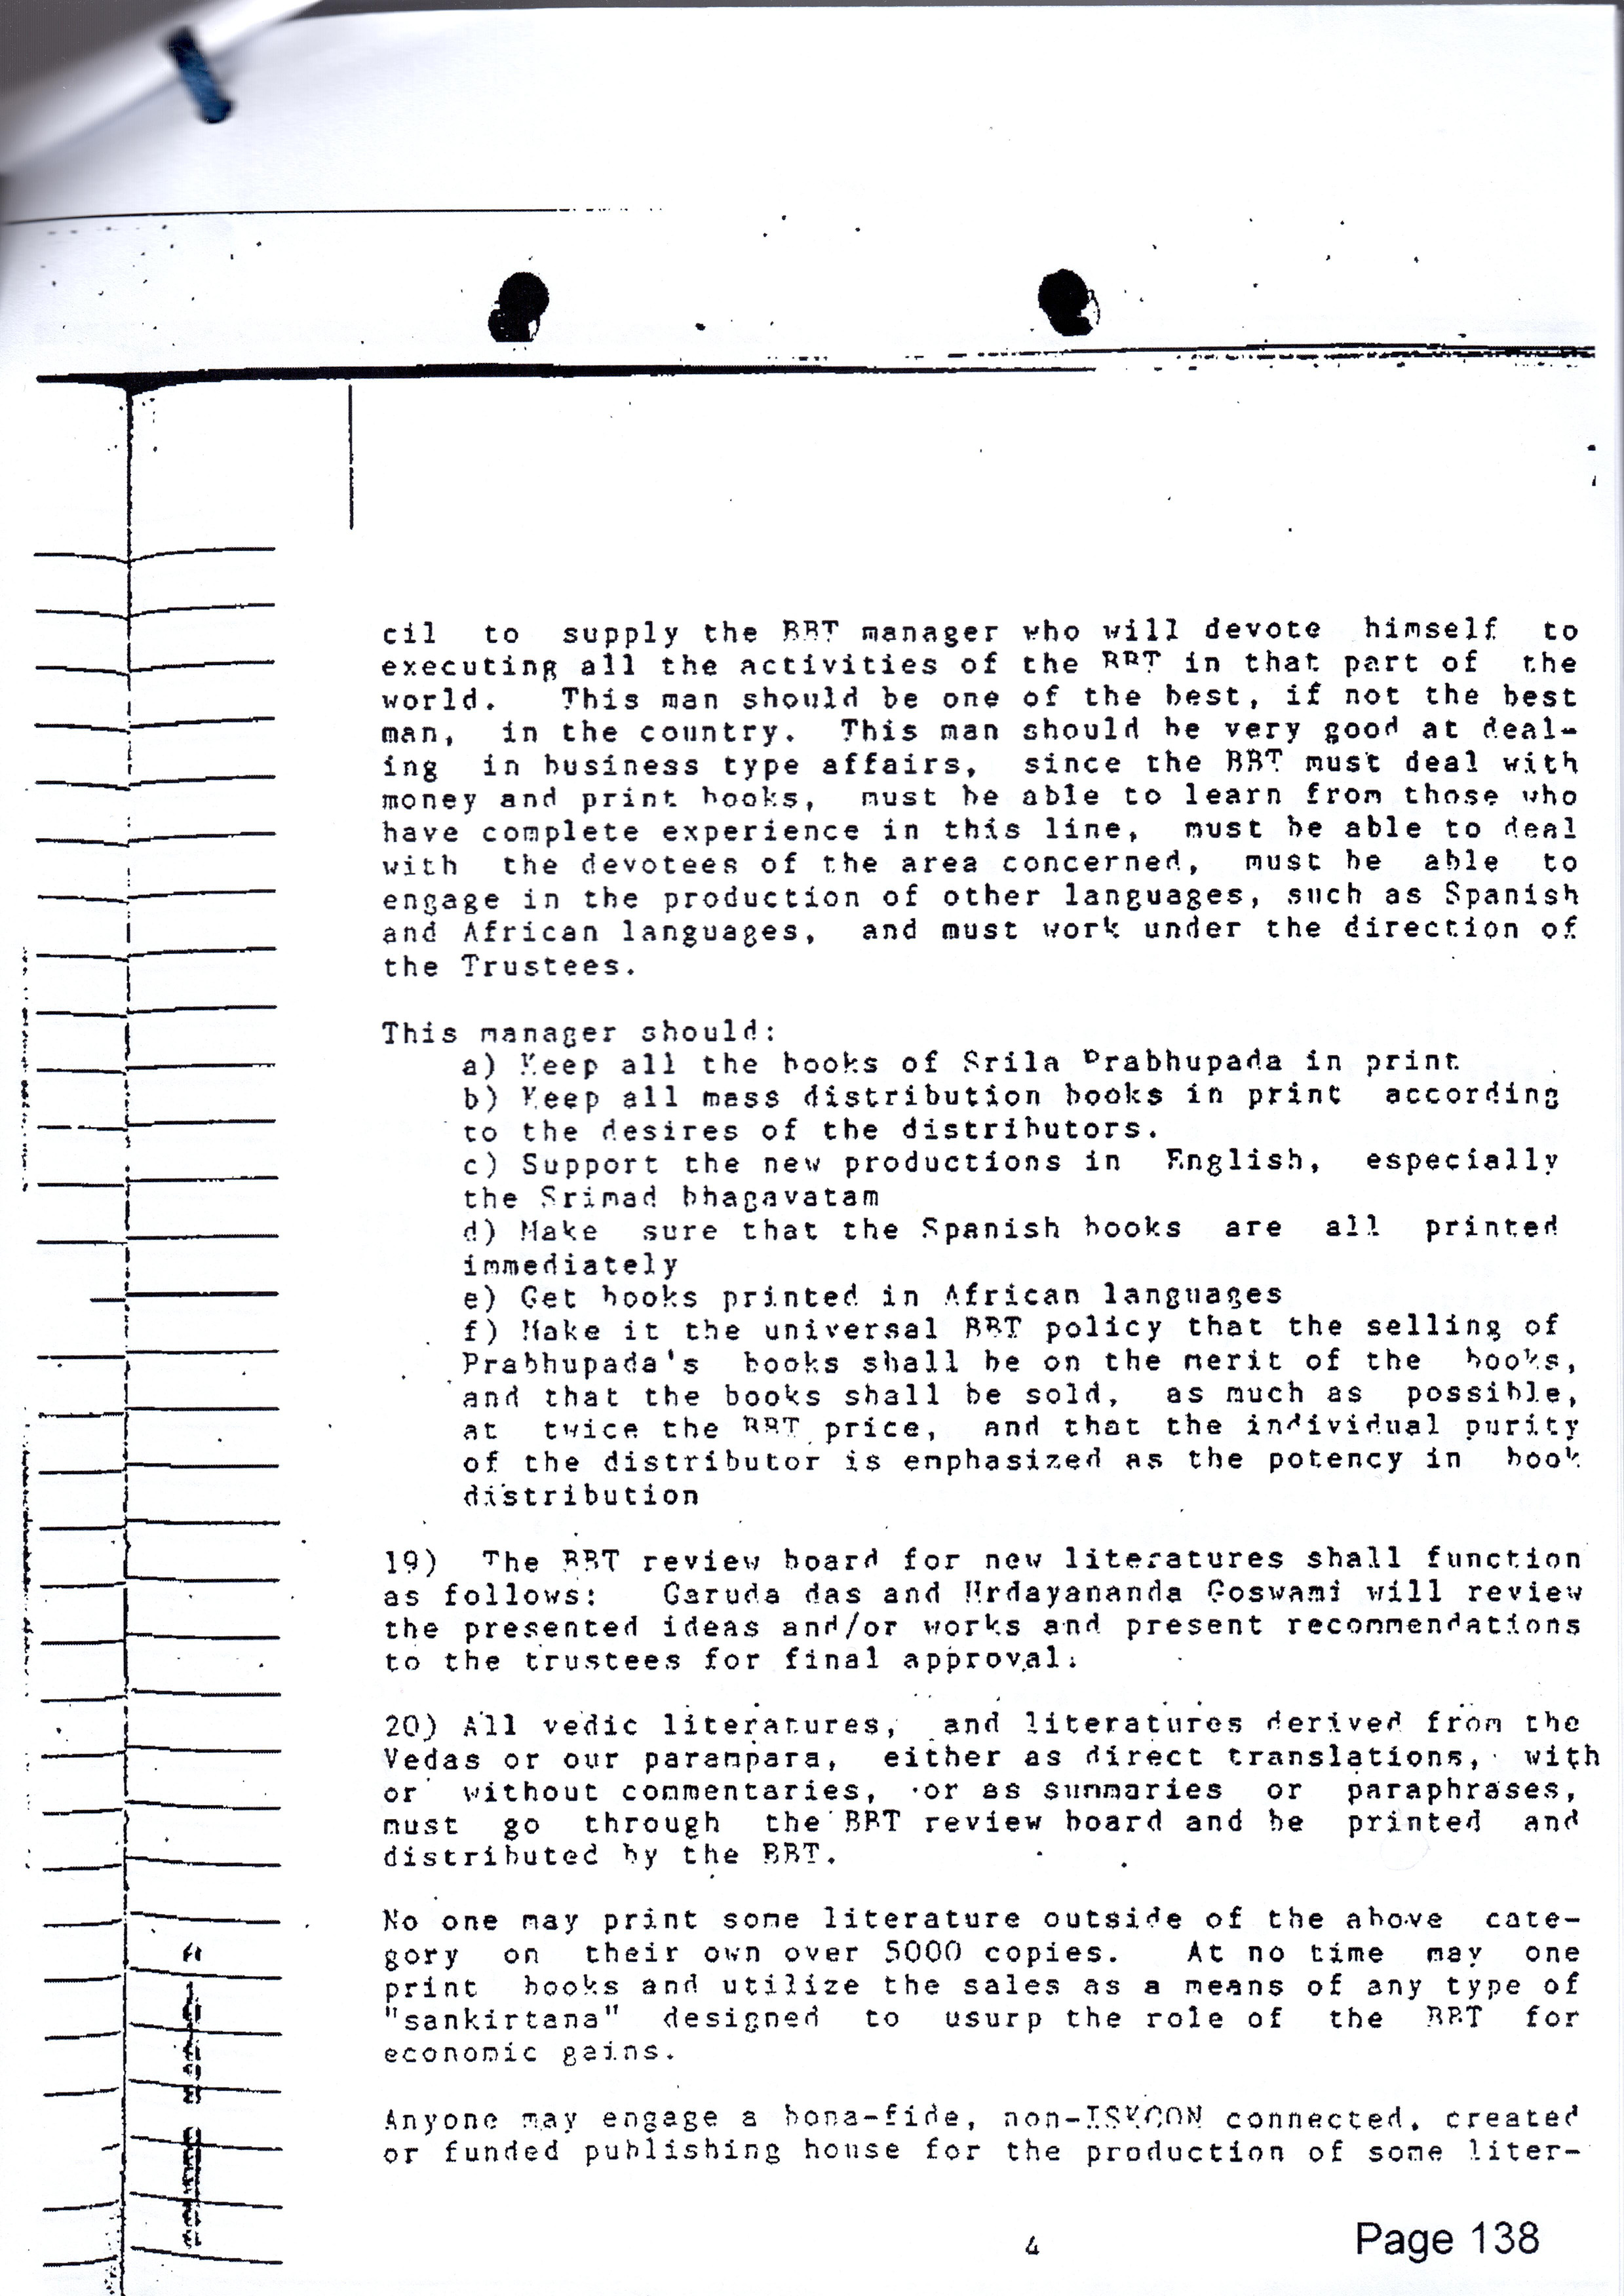 cil to supply the BBT manager who will devote himself to
executing all the activities of the BBT in that part of the
world. This man should be one of the best, if not the best
man, in the country. This man should be very good at deal-
ing in business type affairs, since the BBT must deal with
money and print books, must be able to learn from those who
have complete experience in this line, must be able to deal
with the devotees of the area concerned, must be able to
engage in the production of other languages, such as Spanish
and African languages, and must work under the direction of
the Trustees.
This manager should:
a) Keep all the books of Srila Prabhupada in print
b) Keep all mass distribution books in print according
to the desires of the distributors.
c) Support the new productions in English, especially
the Srimad bhagavatam
d) Make sure that the Spanish books are all printed
immediately
e) Get books printed in African languages
f) Make it the universal BBT policy that the selling of
Prabhupada's books shall be on the merit of the books,
and that the books shall be sold, as much as possible,
at twice the BBT price, and that the individual purity
of the distributor is emphasized as the potency in book
distribution
19) The BBT review board for new literatures shall function
as follows: Garuda das and Hrdayananda Goswami will review
the presented ideas and/or works and present recommendations
to the trustees for final approval.
20) All vedic literatures, and literatures derived from the
Vedas or our parampara, either as direct translations, with
or without commentaries, or as summaries or paraphrases,
must go through the BBT review board and be printed and
distributed by the BBT.
No one may print some literature outside of the above cate-
gory on their own over 5000 copies. At no time may one
print books and utilize the sales as a means of any type of
"sankirtana" designed to usurp the role of the BBT for
economic gains.
Anyone may engage a bona-fide, non-ISKCON connected, created
or funded publishing house for the production of some liter-
4
Page 138